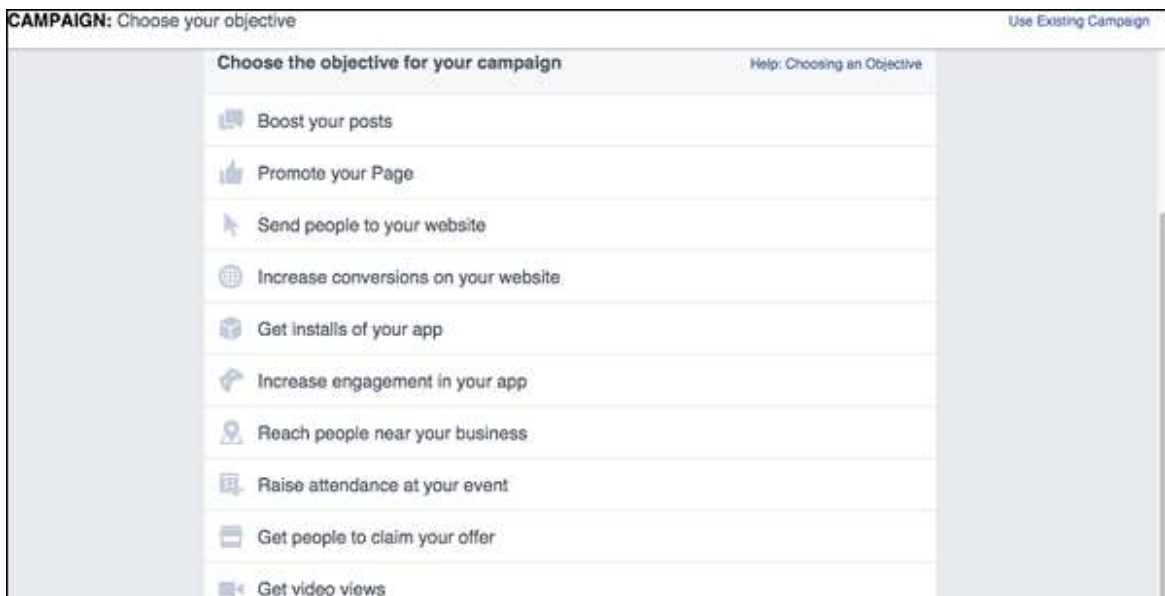 CAMPAIGN: Choose your objective
Use Existing Campaign
Choose the objective for your campaign
Help: Choosing an Objective
Boost your posts
Promote your Page
Send people to your website
Increase conversions on your website
Get installs of your app
Increase engagement in your app
Reach people near your business
Raise attendance at your event
Get people to claim your offer
Get video views